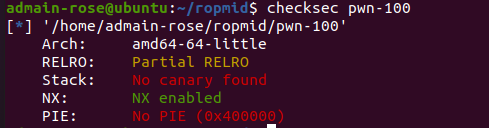 admain-rose@ubuntu:~/ropmid$ checksec pwn-100
[*] '/home/admain-rose/ropmid/pwn-100'
Arch: amd64-64-little
RELRO: Partial RELRO
Stack: No canary found
NX: NX enabled
PIE: No PIE (0x400000)